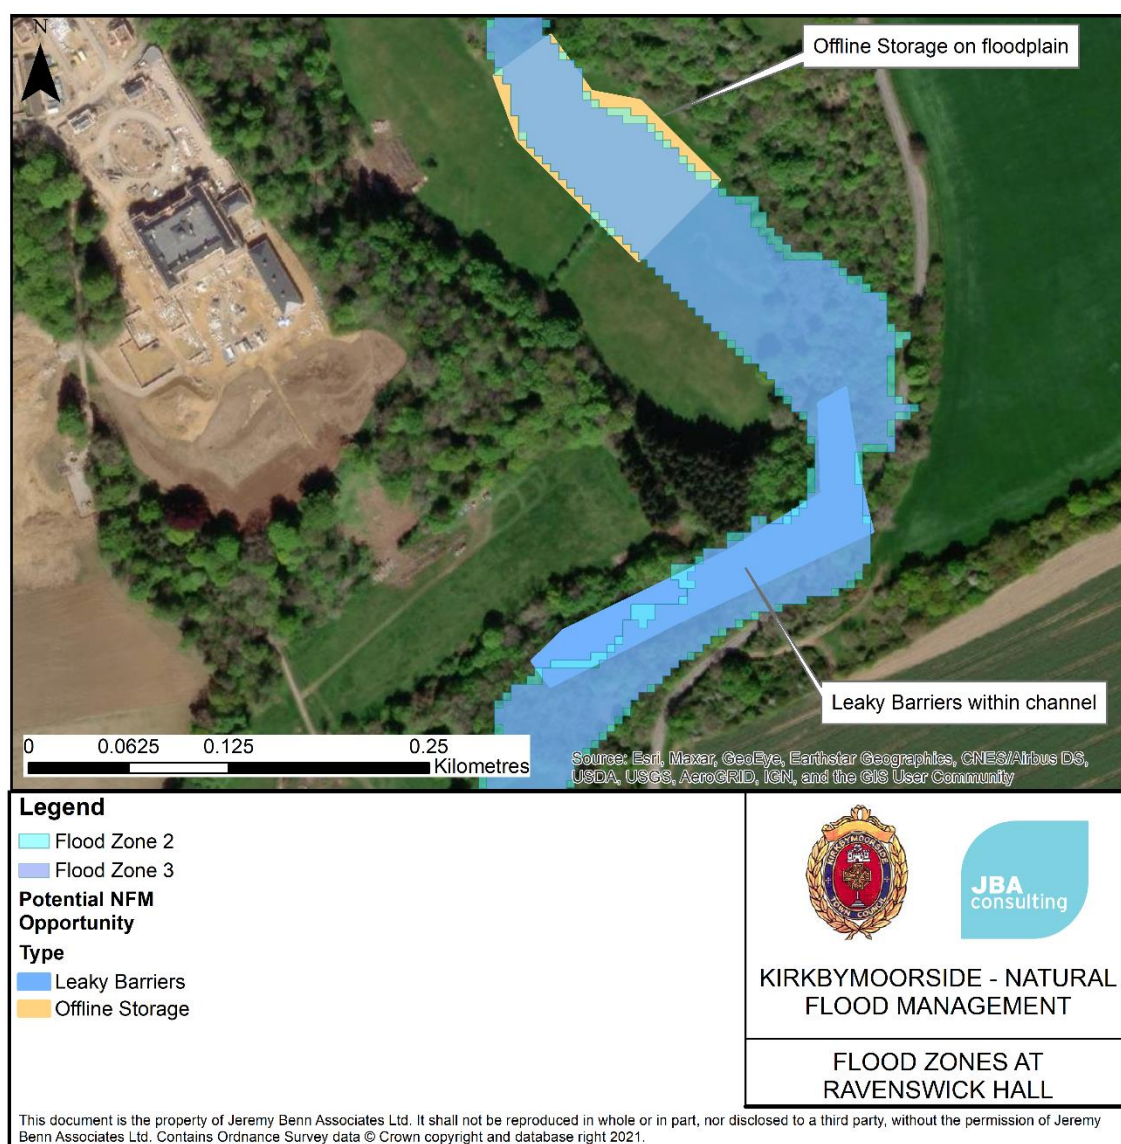 N
Offline Storage on floodplain
Leaky Barriers within channel
0 0.0625 0.125 0.25
Kilometres
Source: Esri, Maxar, GeoEye, Earthstar Geographics, CNES/Airbus DS,
USDA, USGS, AeroGRID, IGN, and the GIS User Community
Legend
Flood Zone 2
Flood Zone 3
Potential NFM
Opportunity
Type
Leaky Barriers
Offline Storage
KIRKBYMOORSIDE
TOWN COUNCIL
JBA
consulting
KIRKBYMOORSIDE - NATURAL
FLOOD MANAGEMENT
FLOOD ZONES AT
RAVENSWICK HALL
This document is the property of Jeremy Benn Associates Ltd. It shall not be reproduced in whole or in part, nor disclosed to a third party, without the permission of Jeremy
Benn Associates Ltd. Contains Ordnance Survey data © Crown copyright and database right 2021.